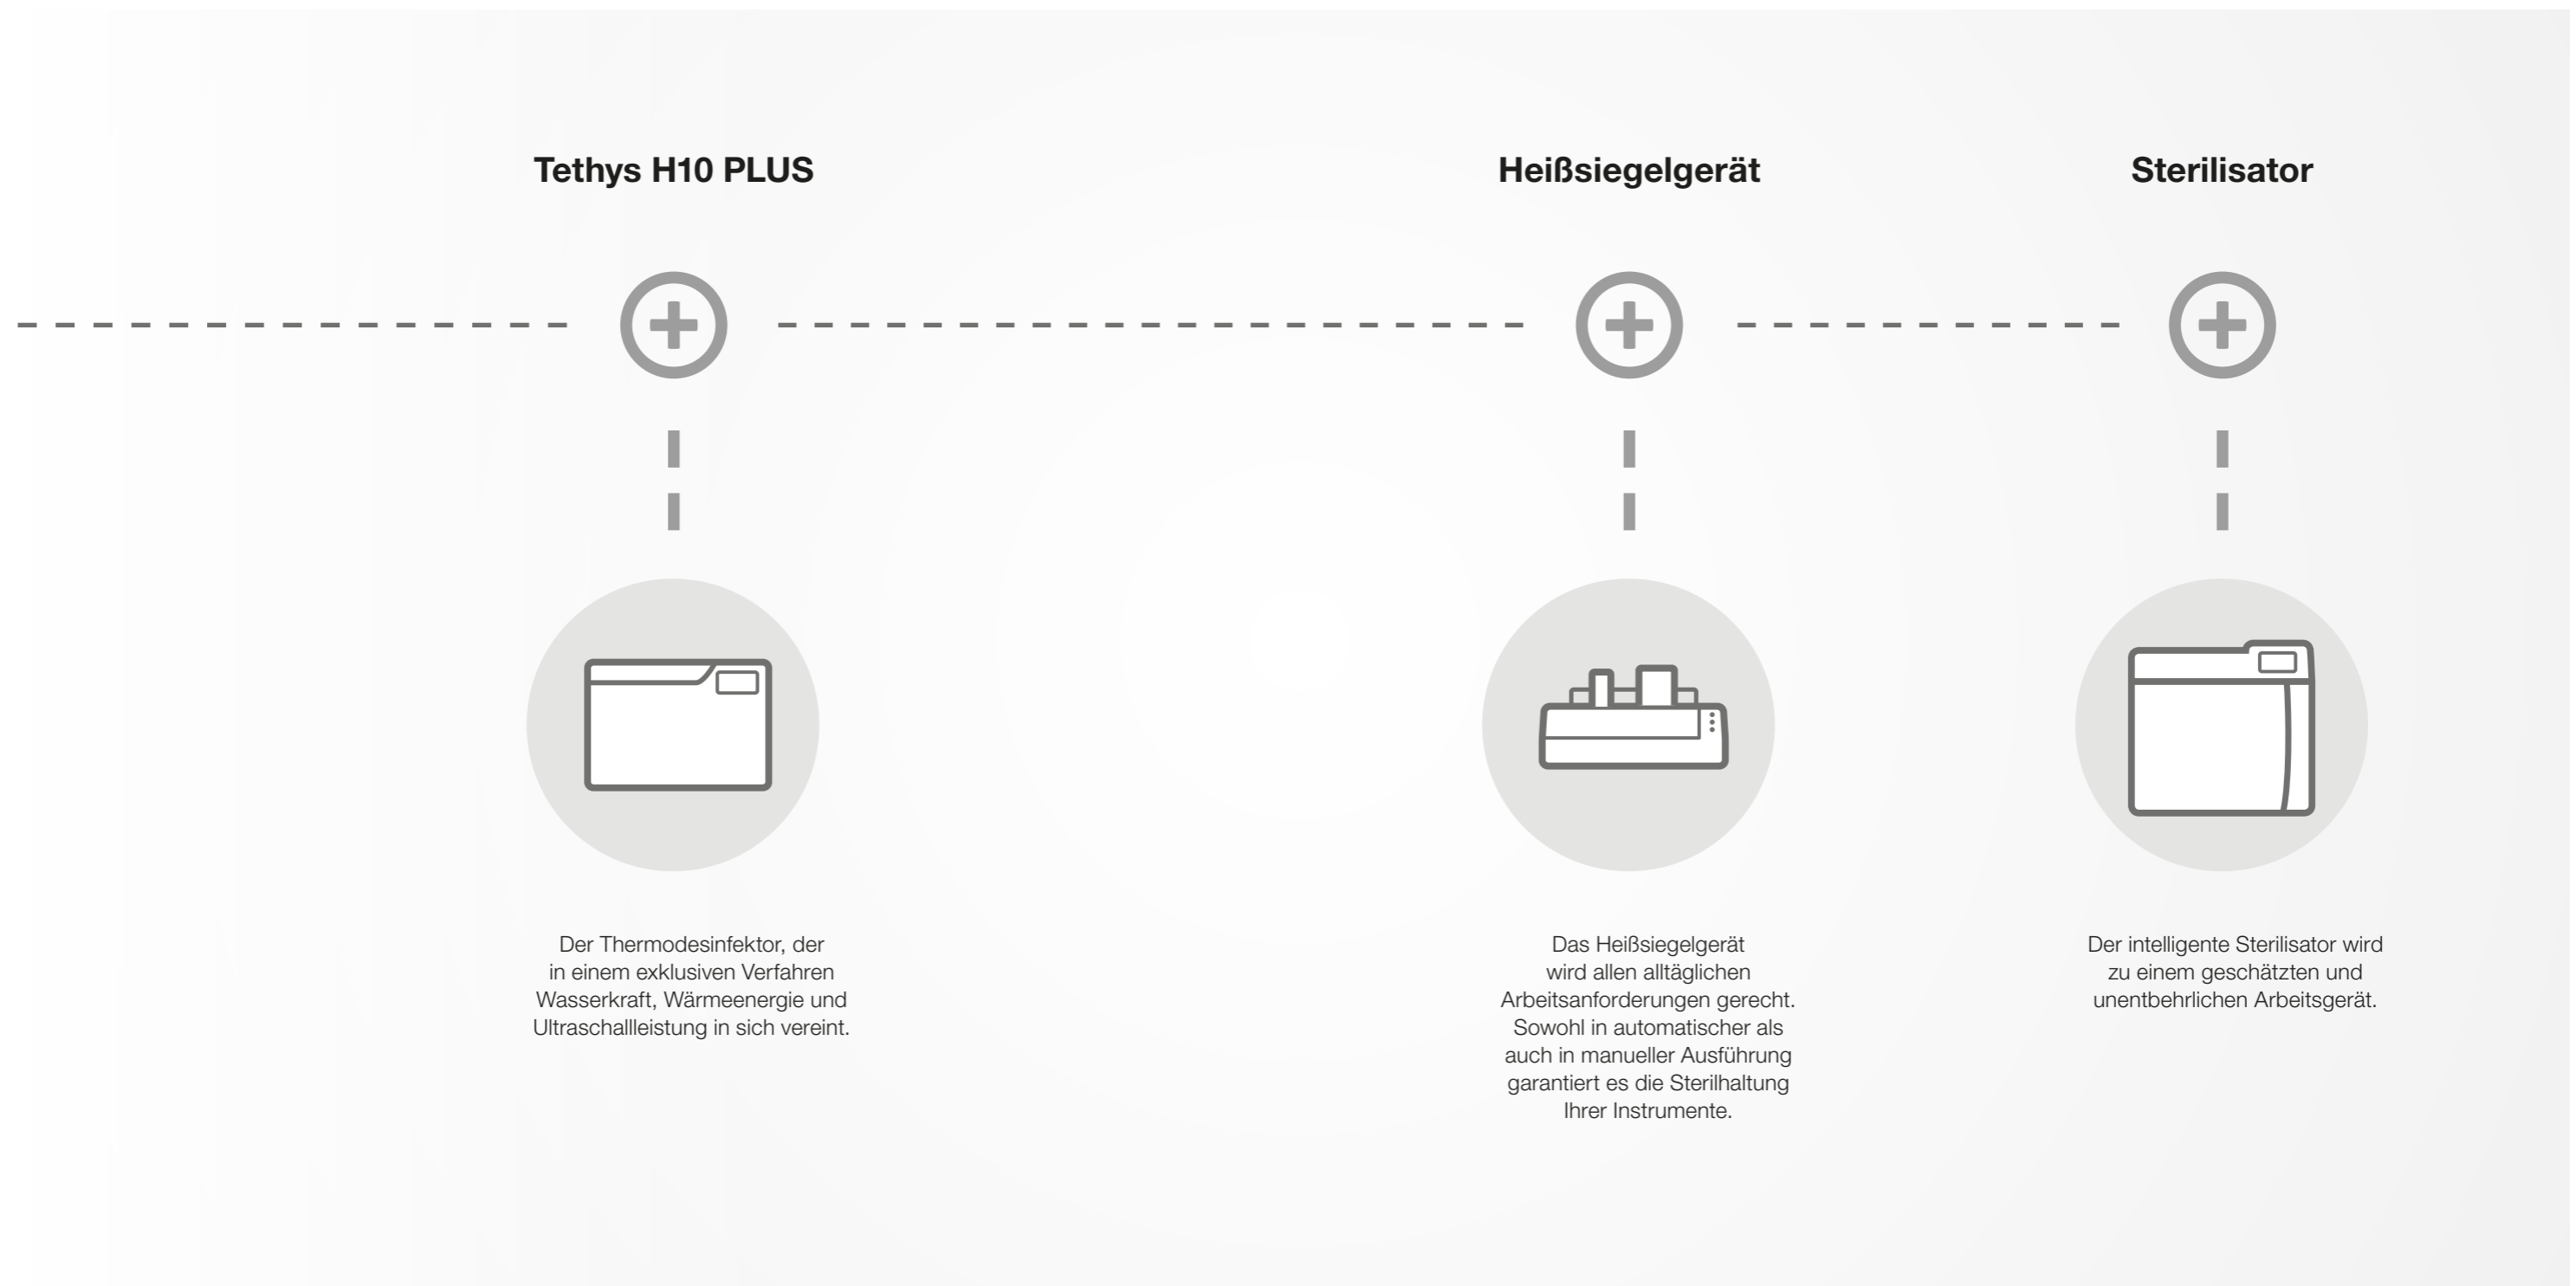 Tethys H10 PLUS
Der Thermodesinfektor, der
in einem exklusiven Verfahren
Wasserkraft, Wärmeenergie und
Ultraschallleistung in sich vereint.
Heißsiegelgerät
Das Heißsiegelgerät
wird allen alltäglichen
Arbeitsanforderungen gerecht.
Sowohl in automatischer als
auch in manueller Ausführung
garantiert es die Sterilhaltung
Ihrer Instrumente.
Sterilisator
Der intelligente Sterilisator wird
zu einem geschätzten und
unentbehrlichen Arbeitsgerät.